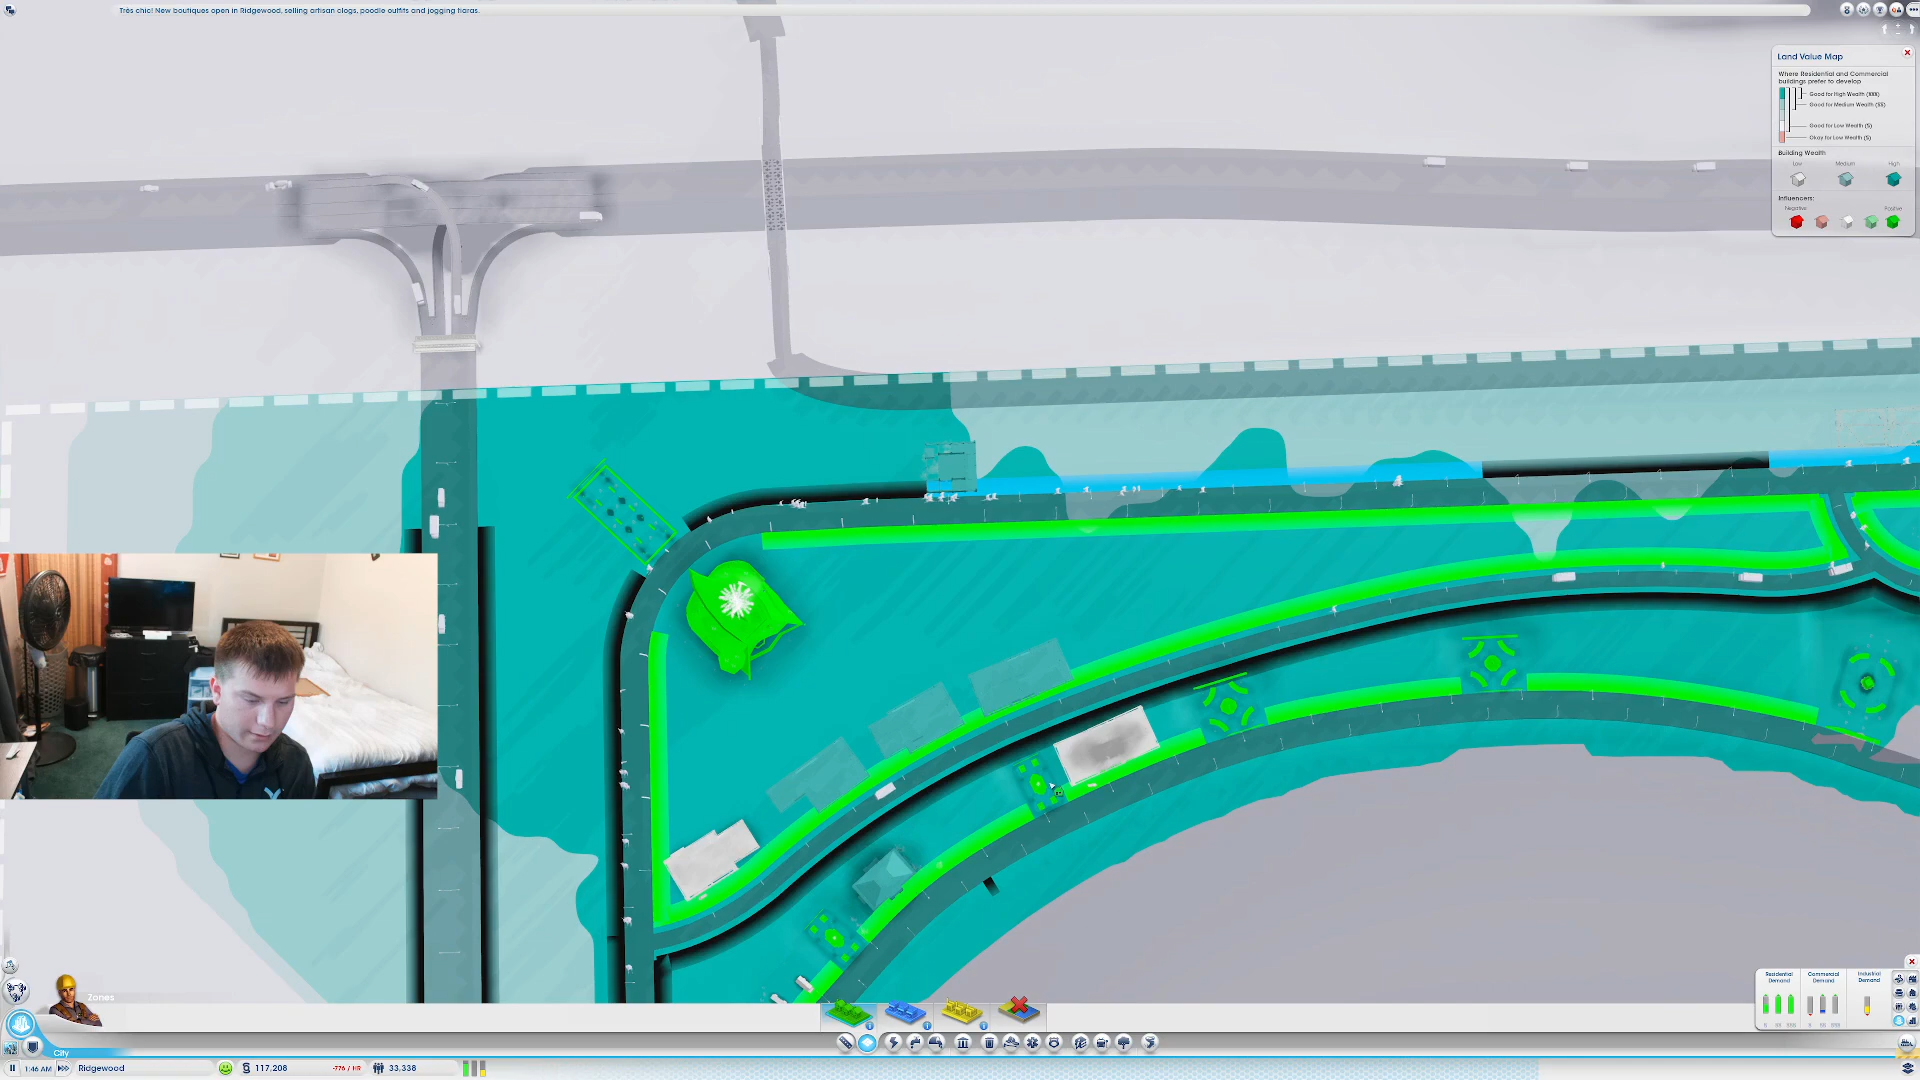 Très chic! New boutiques open in Ridgewood, selling artisan clogs, poodle outfits and jogging tiaras.
Land Value Map
Where Residential and Commercial
buildings prefer to develop
Good for High Wealth ($$$)
Good for Medium Wealth ($$)
Good for Low Wealth ($)
Okay for Low Wealth ($)
Building Wealth
Low Medium High
Influencers:
Negative Positive
Zones
Residential Demand
Commercial Demand
Industrial Demand
$ $$ $$$ $ $$ $$$
City
1:46 AM Ridgewood 117,208 -776 / HR 33,338